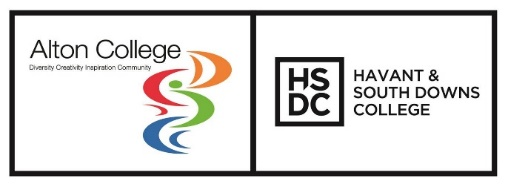 Alton College
Diversity Creativity Inspiration Community
HS
DC
HAVANT &
SOUTH DOWNS
COLLEGE